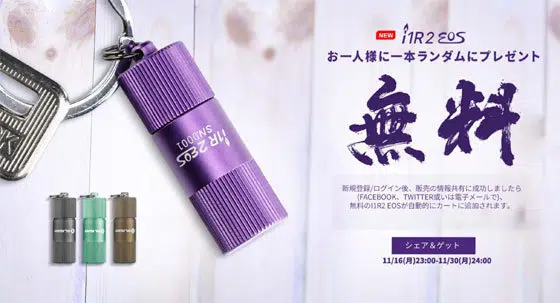 NEW i1R 2 EOS
お一人様に一本ランダムにプレゼント
無料
新規登録/ログイン後、販売の情報共有に成功しましたら
(FACEBOOK、TWITTER或いは電子メールで)、
無料のI1R2 EOSが自動的にカートに追加されます。
シェア＆ゲット
11/16(月)23:00-11/30(月)24:00
i1R 2 EOS
SN0001